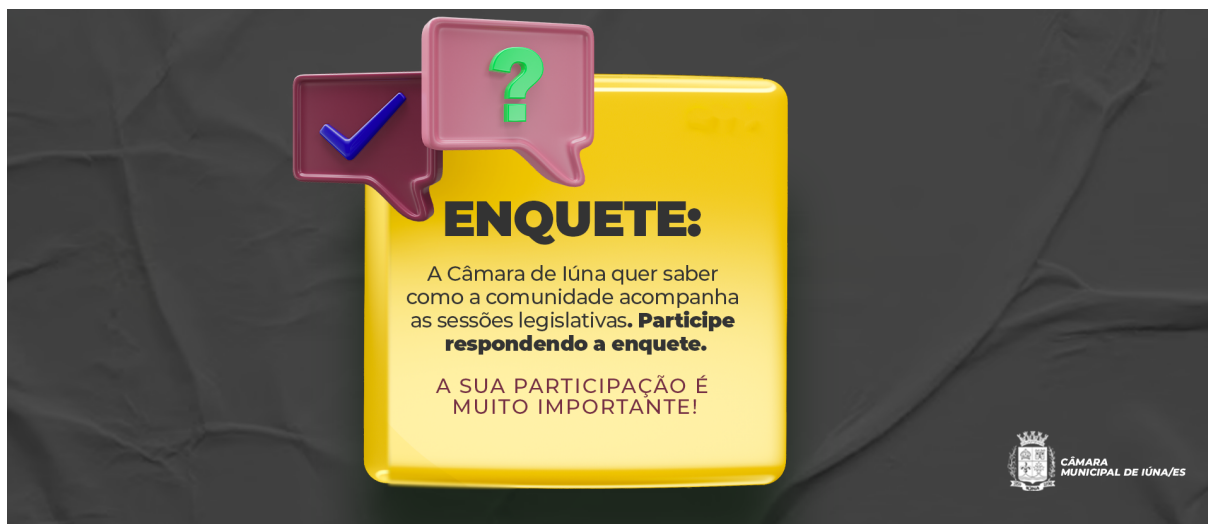 ?
ENQUETE:
A Câmara de Iúna quer saber
como a comunidade acompanha
as sessões legislativas. Participe
respondendo a enquete.
A SUA PARTICIPAÇÃO É
MUITO IMPORTANTE!
CÂMARA
MUNICIPAL DE IÚNA/ES